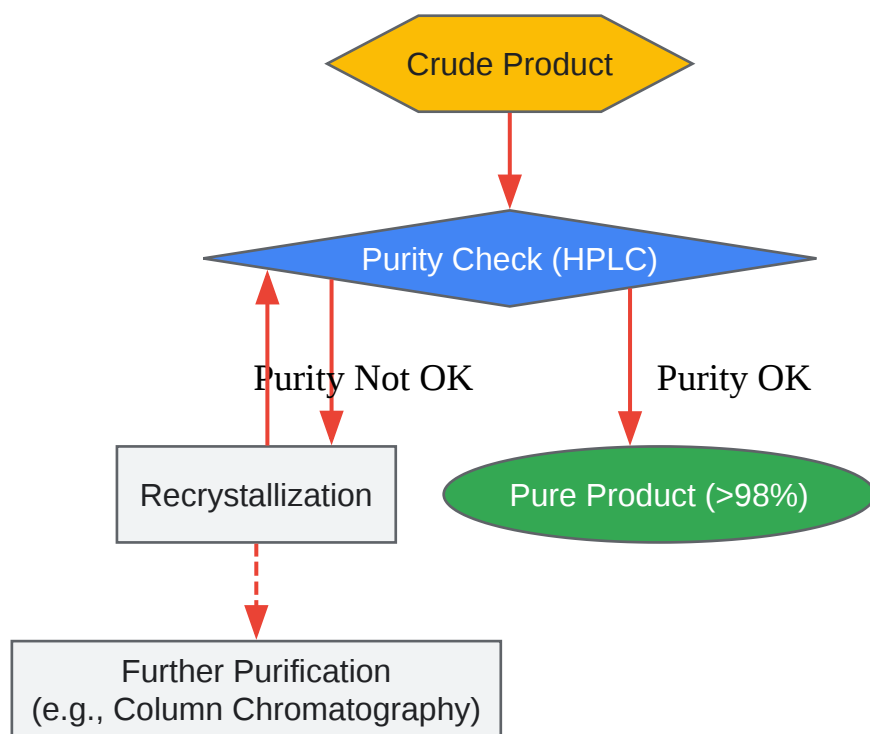 Crude Product
Purity Check (HPLC)
Purity Not OK
Purity OK
Recrystallization
Pure Product (>98%)
Further Purification
(e.g., Column Chromatography)